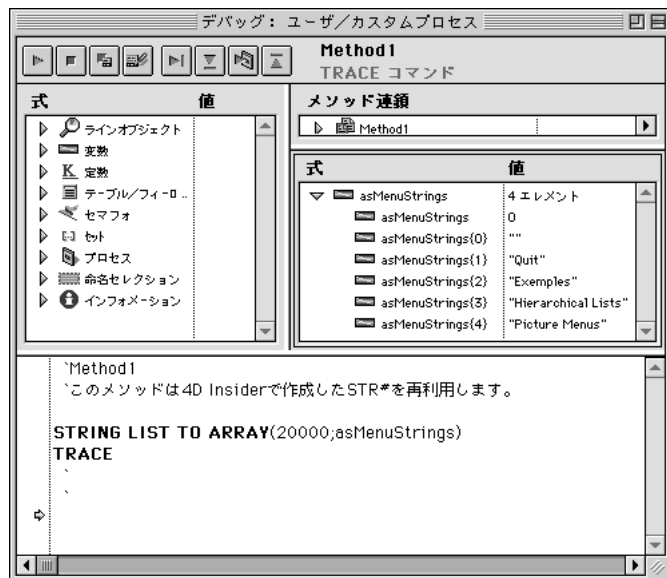 デバッグ： ユーザ／カスタムプロセス
Method1
TRACE コマンド
式 値
ラインオブジェクト
変数
定数
テーブル／フィーロ..
セマフォ
セット
プロセス
命名セレクション
インフォメーション
メソッド連鎖
Method1
式 値
asMenuStrings 4 エレメント
asMenuStrings 0
asMenuStrings{0} ""
asMenuStrings{1} "Quit"
asMenuStrings{2} "Exemples"
asMenuStrings{3} "Hierarchical Lists"
asMenuStrings{4} "Picture Menus"
`Method1
`このメソッドは4D Insiderで作成したSTR#を再利用します。
STRING LIST TO ARRAY(20000;asMenuStrings)
TRACE
`
`